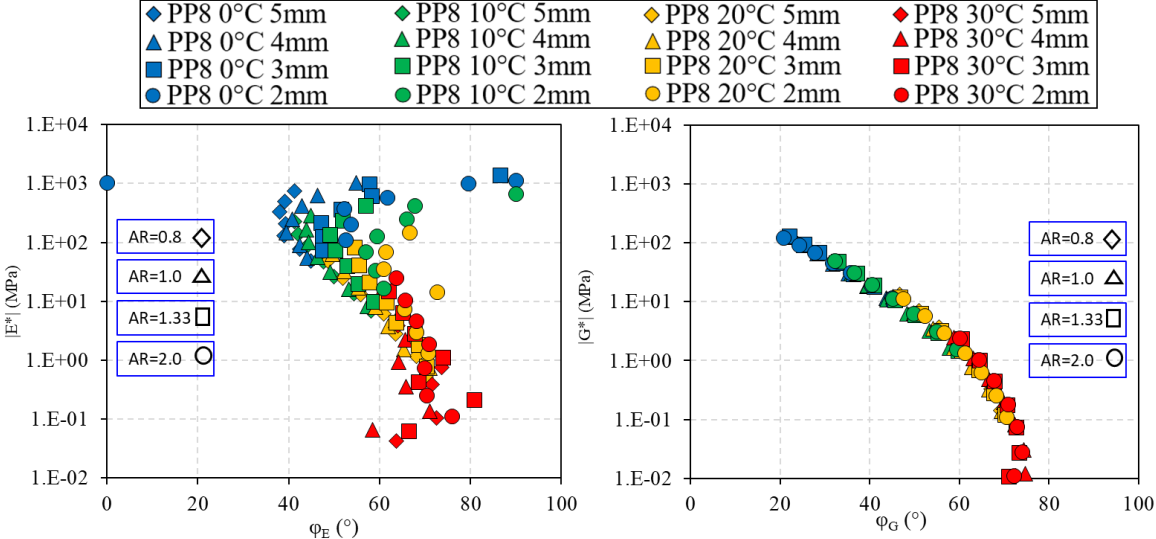 PP8 0°C 5mm PP8 10°C 5mm PP8 20°C 5mm PP8 30°C 5mm
PP8 0°C 4mm PP8 10°C 4mm PP8 20°C 4mm PP8 30°C 4mm
PP8 0°C 3mm PP8 10°C 3mm PP8 20°C 3mm PP8 30°C 3mm
PP8 0°C 2mm PP8 10°C 2mm PP8 20°C 2mm PP8 30°C 2mm
|E*| (MPa)
1.E+04
1.E+03
1.E+02
1.E+01
1.E+00
1.E-01
1.E-02
AR=0.8
AR=1.0
AR=1.33
AR=2.0
0 20 40 60 80 100
φE (°)
|G*| (MPa)
1.E+04
1.E+03
1.E+02
1.E+01
1.E+00
1.E-01
1.E-02
AR=0.8
AR=1.0
AR=1.33
AR=2.0
0 20 40 60 80 100
φG (°)